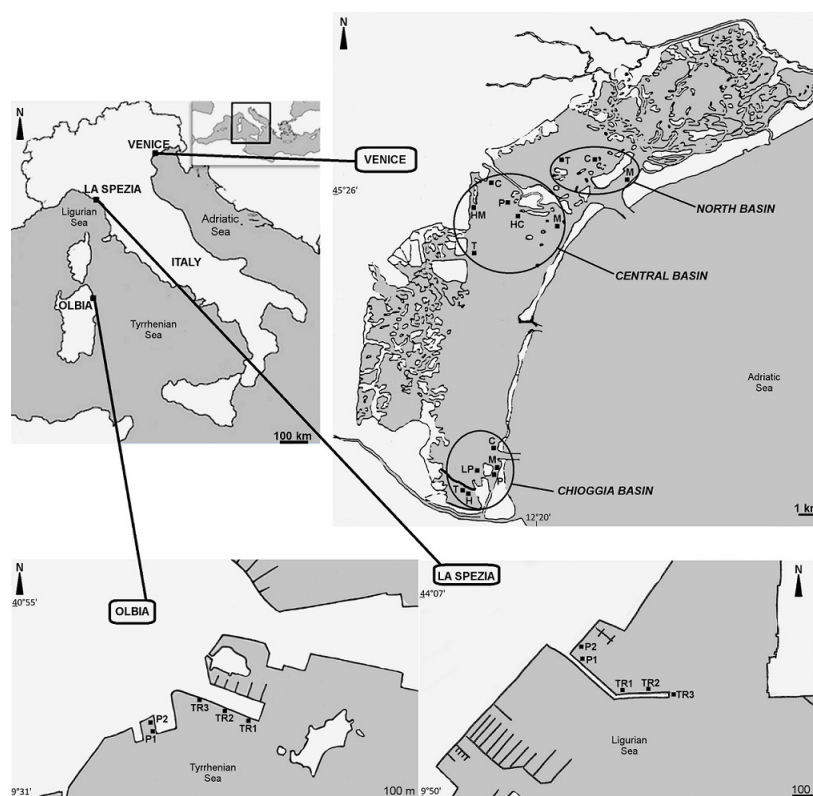 N
VENICE
LA SPEZIA
Ligurian
Sea
Adriatic
Sea
ITALY
OLBIA
Tyrrhenian
Sea
100 km
VENICE
N
45°26'
T
C
M
NORTH BASIN
C
P
HM
HC
M
T
CENTRAL BASIN
Adriatic
Sea
C
M
LP
P
T
H
CHIOGGIA BASIN
12°20'
1 km
N
40°55'
OLBIA
P2
P1
TR3
TR2
TR1
Tyrrhenian
Sea
9°31'
100 m
LA SPEZIA
N
44°07'
P2
P1
TR1
TR2
TR3
Ligurian
Sea
9°50'
100